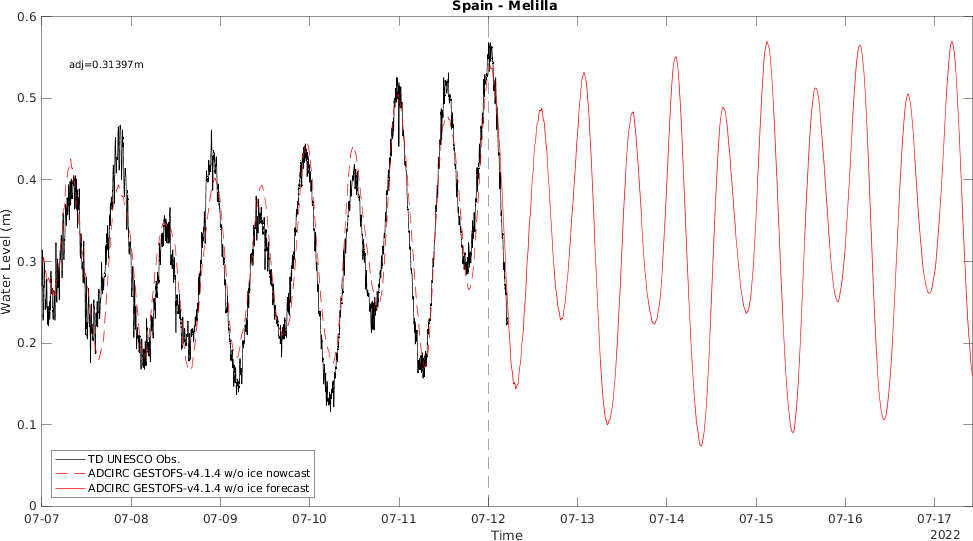 Spain - Melilla
adj=0.31397m
Water Level (m)
0.6
0.5
0.4
0.3
0.2
0.1
0
TD UNESCO Obs.
ADCIRC GESTOFS-v4.1.4 w/o ice nowcast
ADCIRC GESTOFS-v4.1.4 w/o ice forecast
07-07 07-08 07-09 07-10 07-11 07-12 07-13 07-14 07-15 07-16 07-17
Time
2022